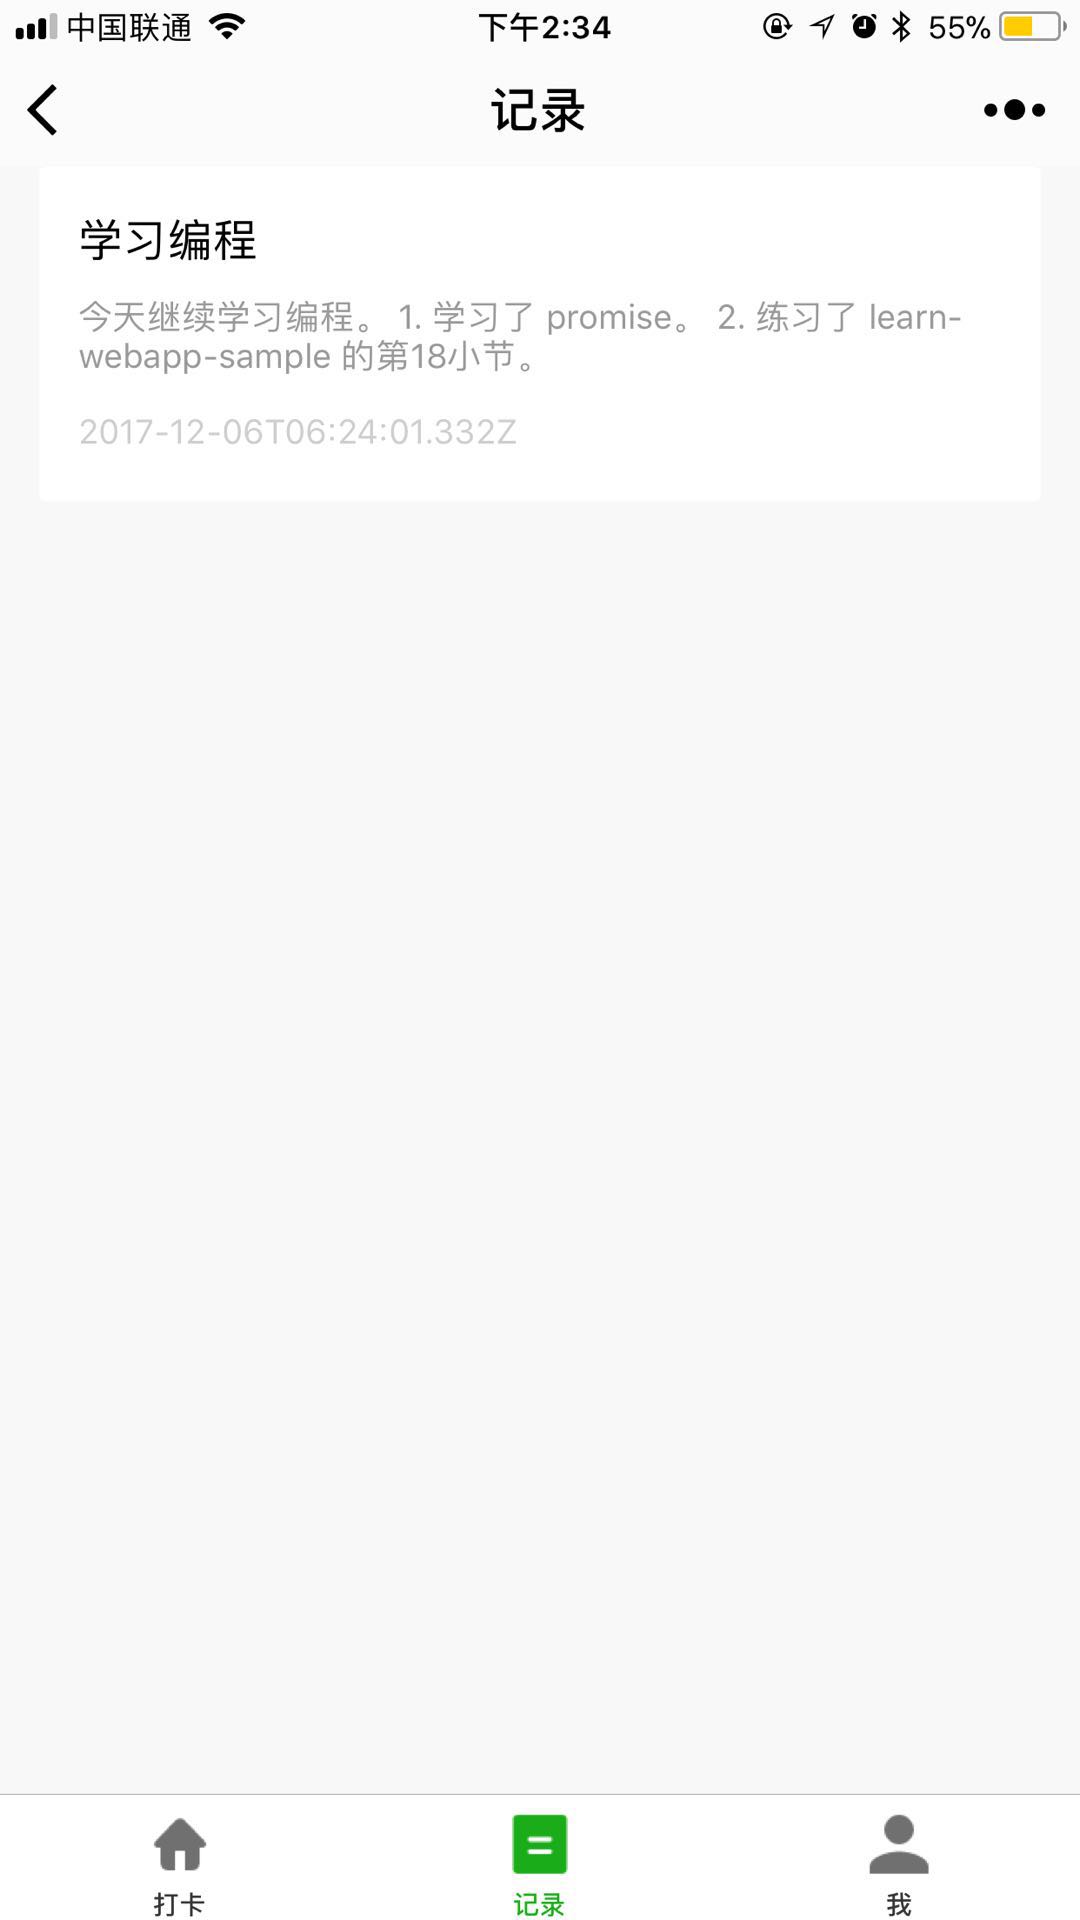 中国联通
下午2:34
55%
记录
学习编程
今天继续学习编程。 1. 学习了 promise。 2. 练习了 learn-
webapp-sample 的第18小节。
2017-12-06T06:24:01.332Z
打卡
记录
我